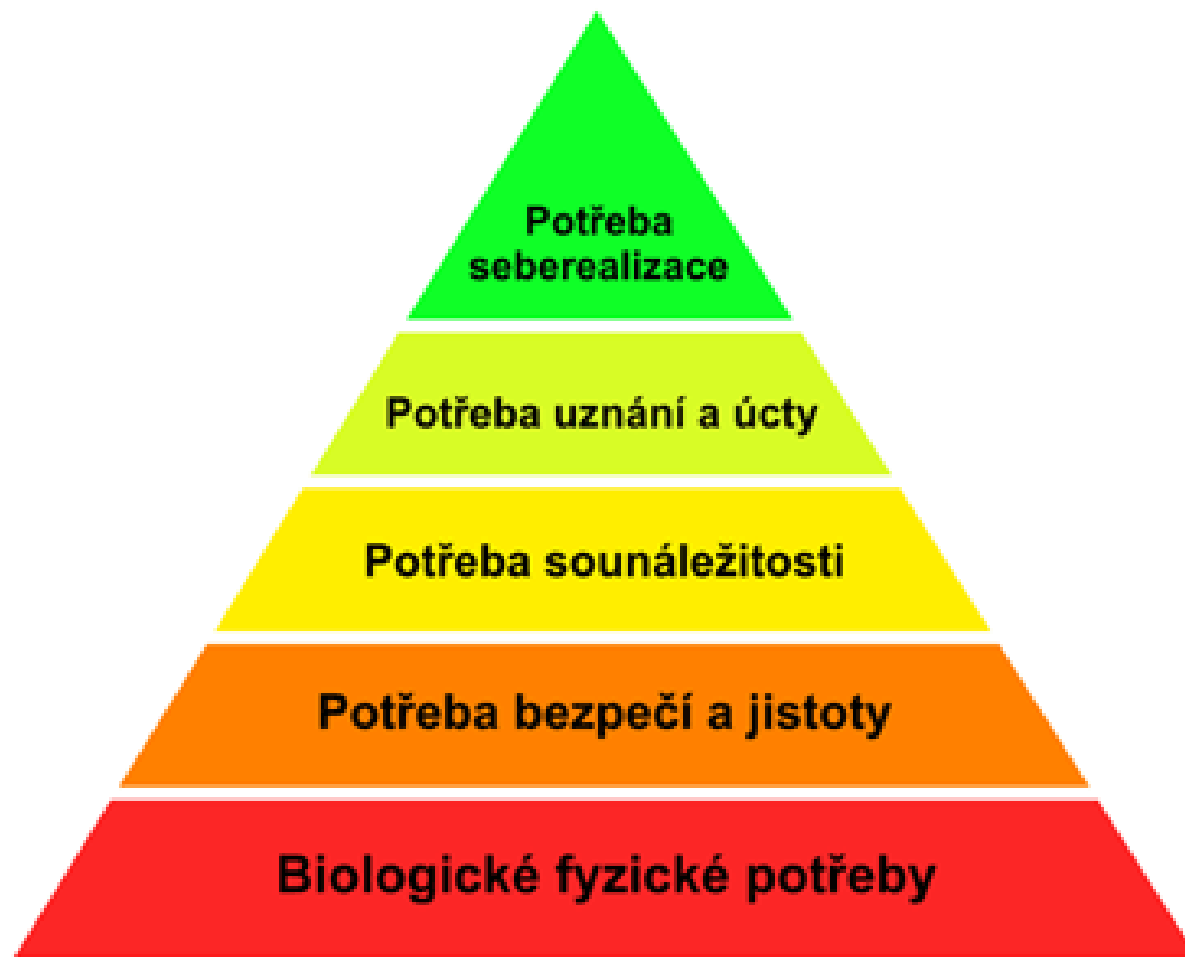 Potřeba
seberealizace
Potřeba uznání a úcty
Potřeba sounáležitosti
Potřeba bezpečí a jistoty
Biologické fyzické potřeby